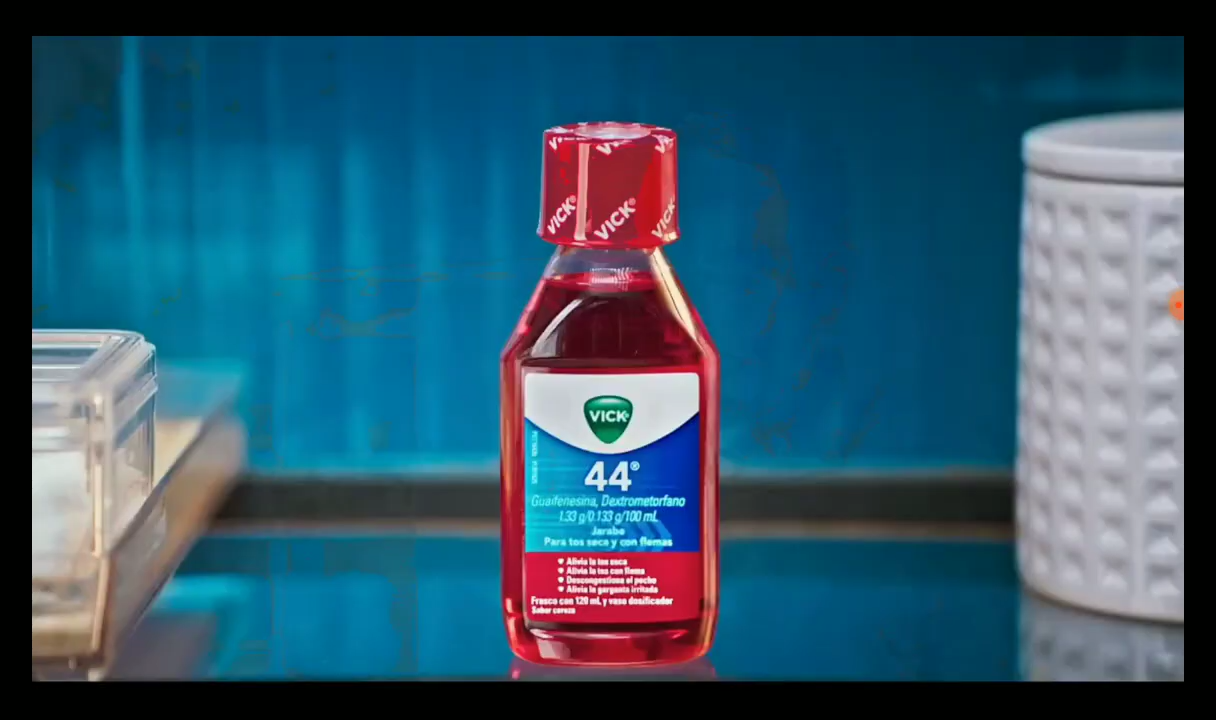 VICK® VICK® VICK
VICK
44®
Guaifenesina, Dextrometorfano
1.33 g/0.133 g/100 mL
Jarabe
Para tos seca y con flemas
Alivia la tos seca
Alivia la tos con flema
Descongestiona el pecho
Alivia la garganta irritada
Frasco con 120 mL y vaso dosificador
Sabor cereza